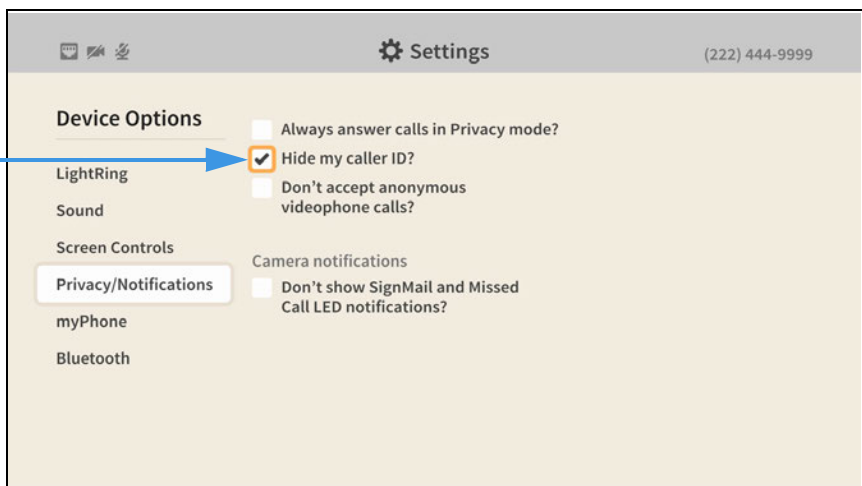 Settings
(222) 444-9999
Device Options
LightRing
Sound
Screen Controls
Privacy/Notifications
myPhone
Bluetooth
Always answer calls in Privacy mode?
Hide my caller ID?
Don't accept anonymous
videophone calls?
Camera notifications
Don't show SignMail and Missed
Call LED notifications?